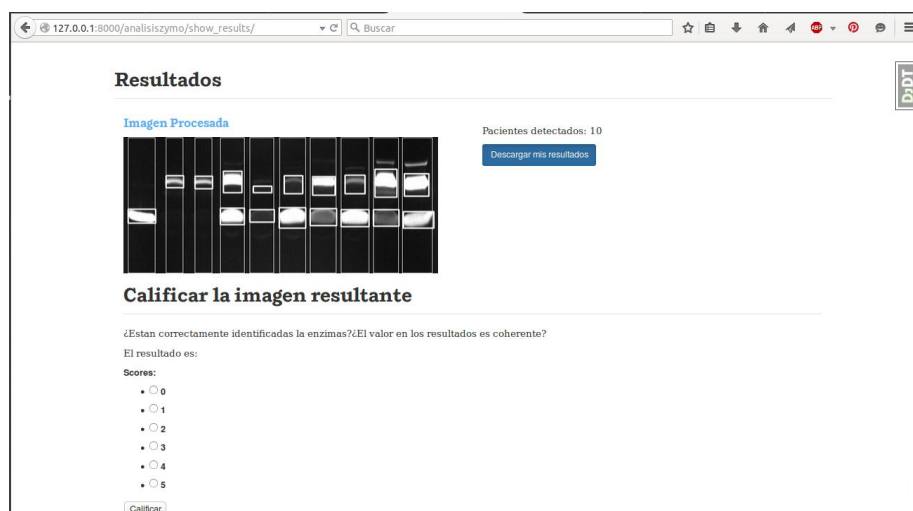 127.0.0.1:8000/analisiszymo/show_results/
Buscar
ABP
Resultados
DjDT
Imagen Procesada
Pacientes detectados: 10
Descargar mis resultados
Calificar la imagen resultante
¿Estan correctamente identificadas la enzimas?¿El valor en los resultados es coherente?
El resultado es:
Scores:
0
1
2
3
4
5
Calificar